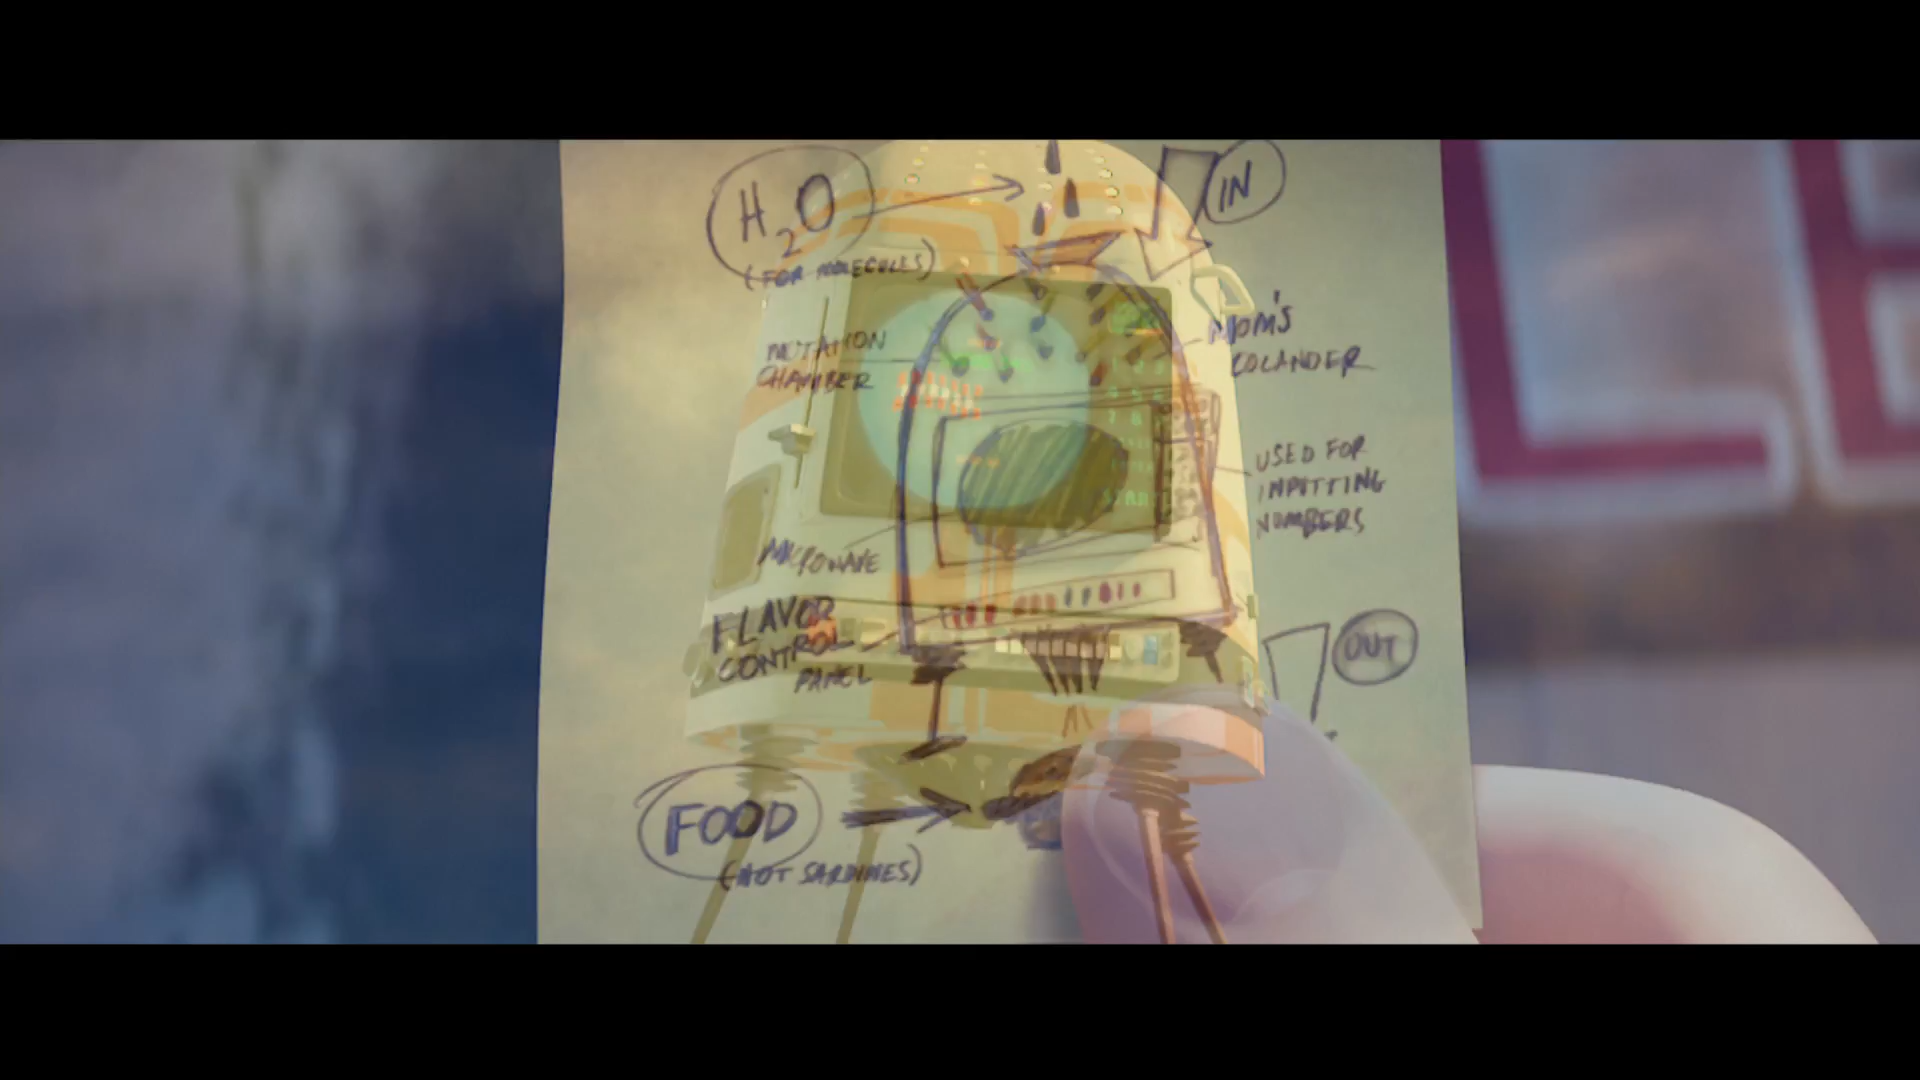 H2O
IN
(FOR MOLECULES)
MOM'S
COLANDER
MUTATION
CHAMBER
USED FOR
INPUTTING
NUMBERS
MICROWAVE
FLAVOR
CONTROL
PANEL
OUT
FOOD
(NOT SARDINES)
LE